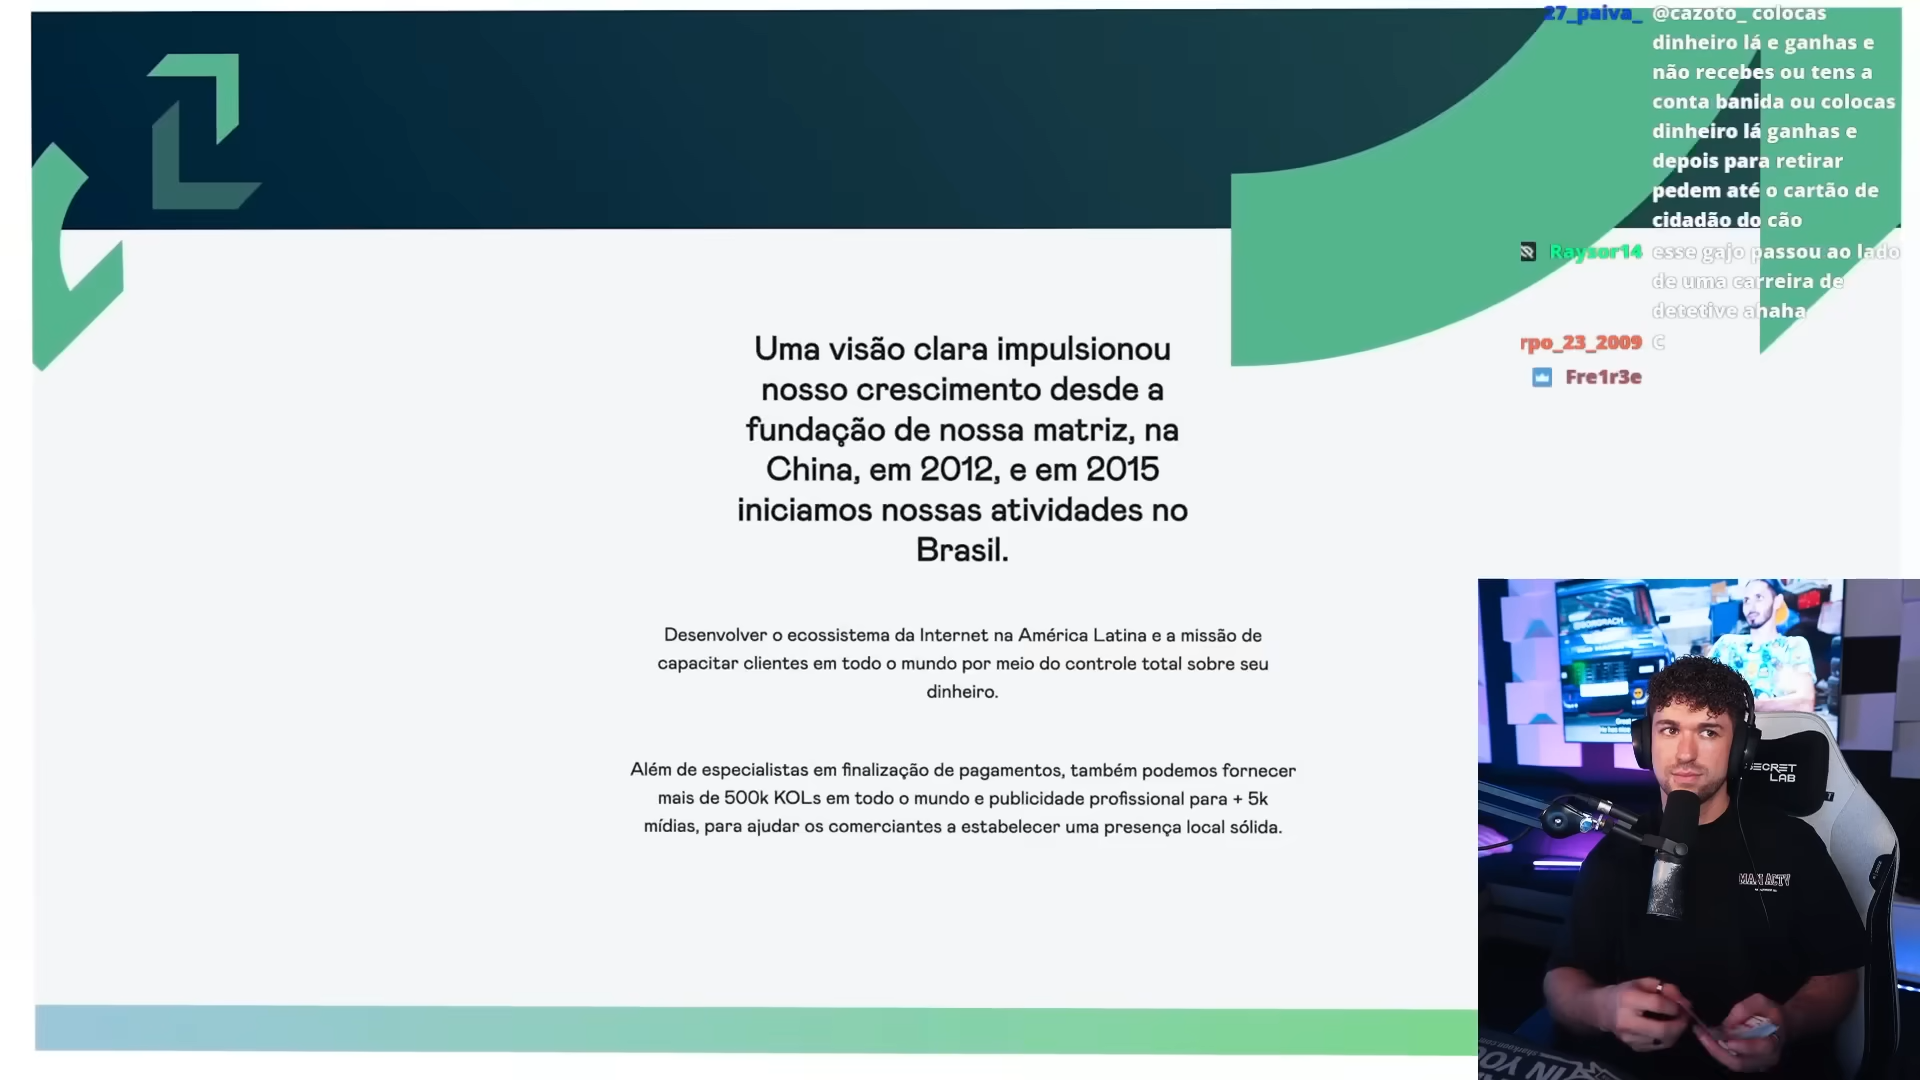 27_paiva_ @cazoto_ colocas
dinheiro lá e ganhas e
não recebes ou tens a
conta banida ou colocas
dinheiro lá ganhas e
depois para retirar
pedem até o cartão de
cidadão do cão
Raysor14 esse gajo passou ao lado
de uma carreira de
detetive ahaha
rpo_23_2009 C
Fre1r3e
Uma visão clara impulsionou
nosso crescimento desde a
fundação de nossa matriz, na
China, em 2012, e em 2015
iniciamos nossas atividades no
Brasil.
Desenvolver o ecossistema da Internet na América Latina e a missão de
capacitar clientes em todo o mundo por meio do controle total sobre seu
dinheiro.
Além de especialistas em finalização de pagamentos, também podemos fornecer
mais de 500k KOLs em todo o mundo e publicidade profissional para + 5k
mídias, para ajudar os comerciantes a estabelecer uma presença local sólida.
SECRET
LAB